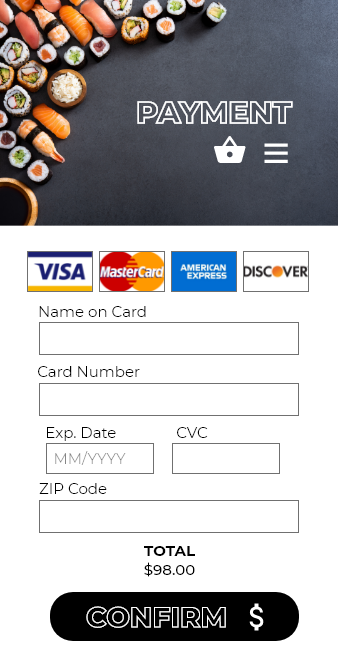 PAYMENT
VISA MasterCard AMERICAN EXPRESS DISCOVER
Name on Card
Card Number
Exp. Date CVC
MM/YYYY
ZIP Code
TOTAL
$98.00
CONFIRM $